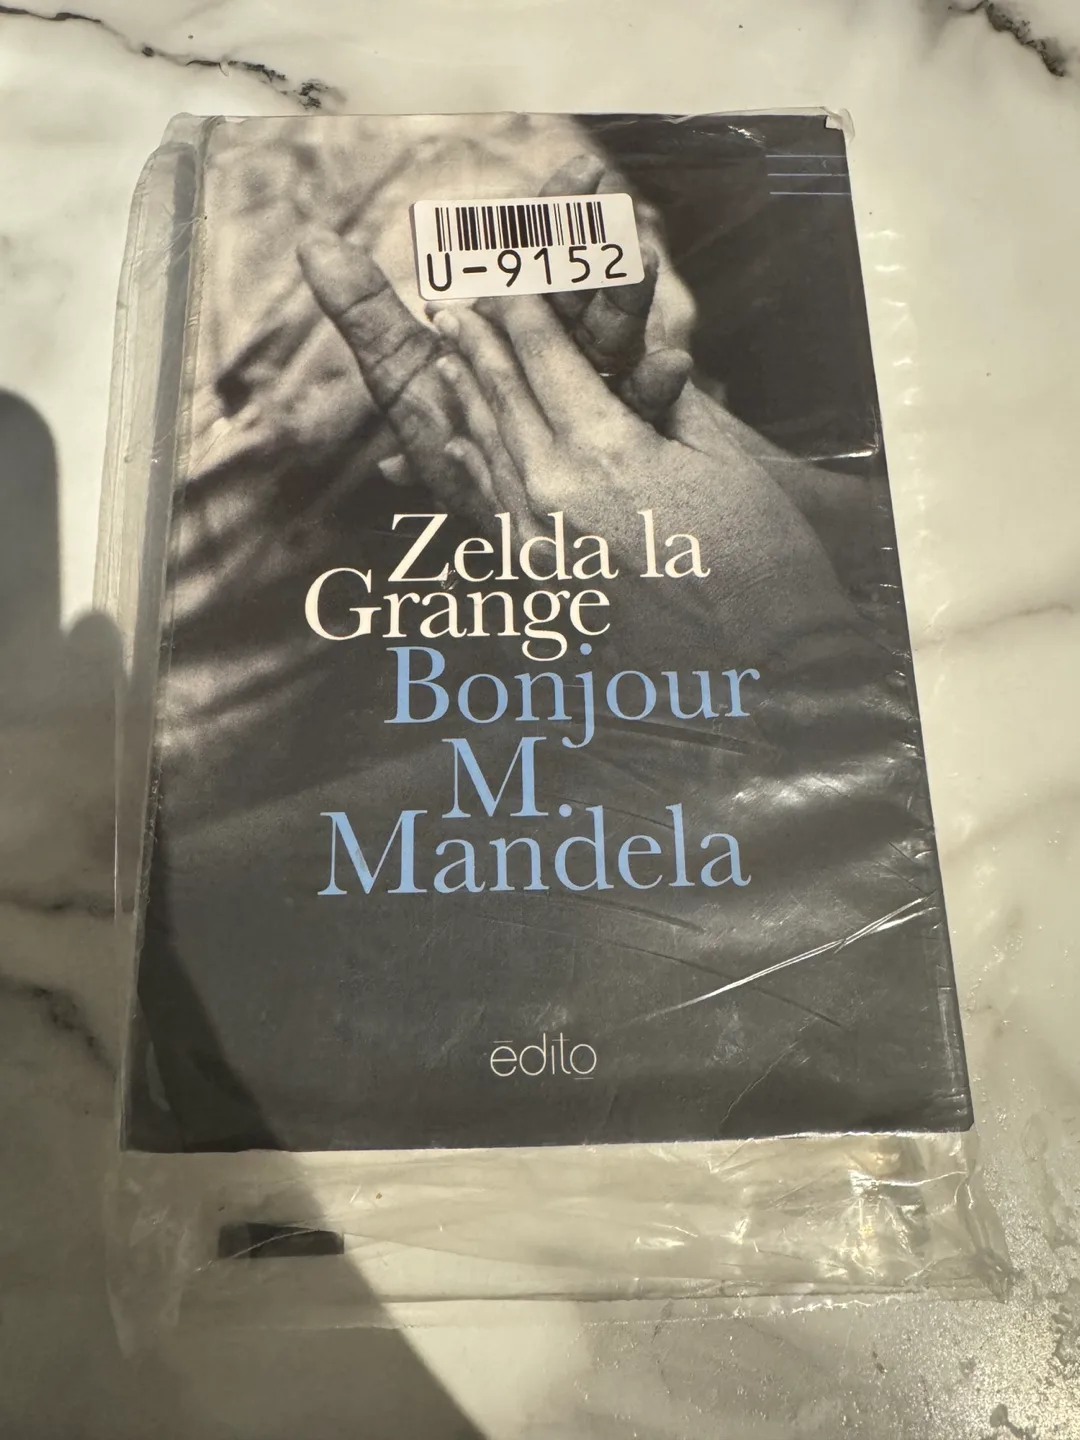 U-9152
Zelda la
Grange
Bonjour
M.
Mandela
édito